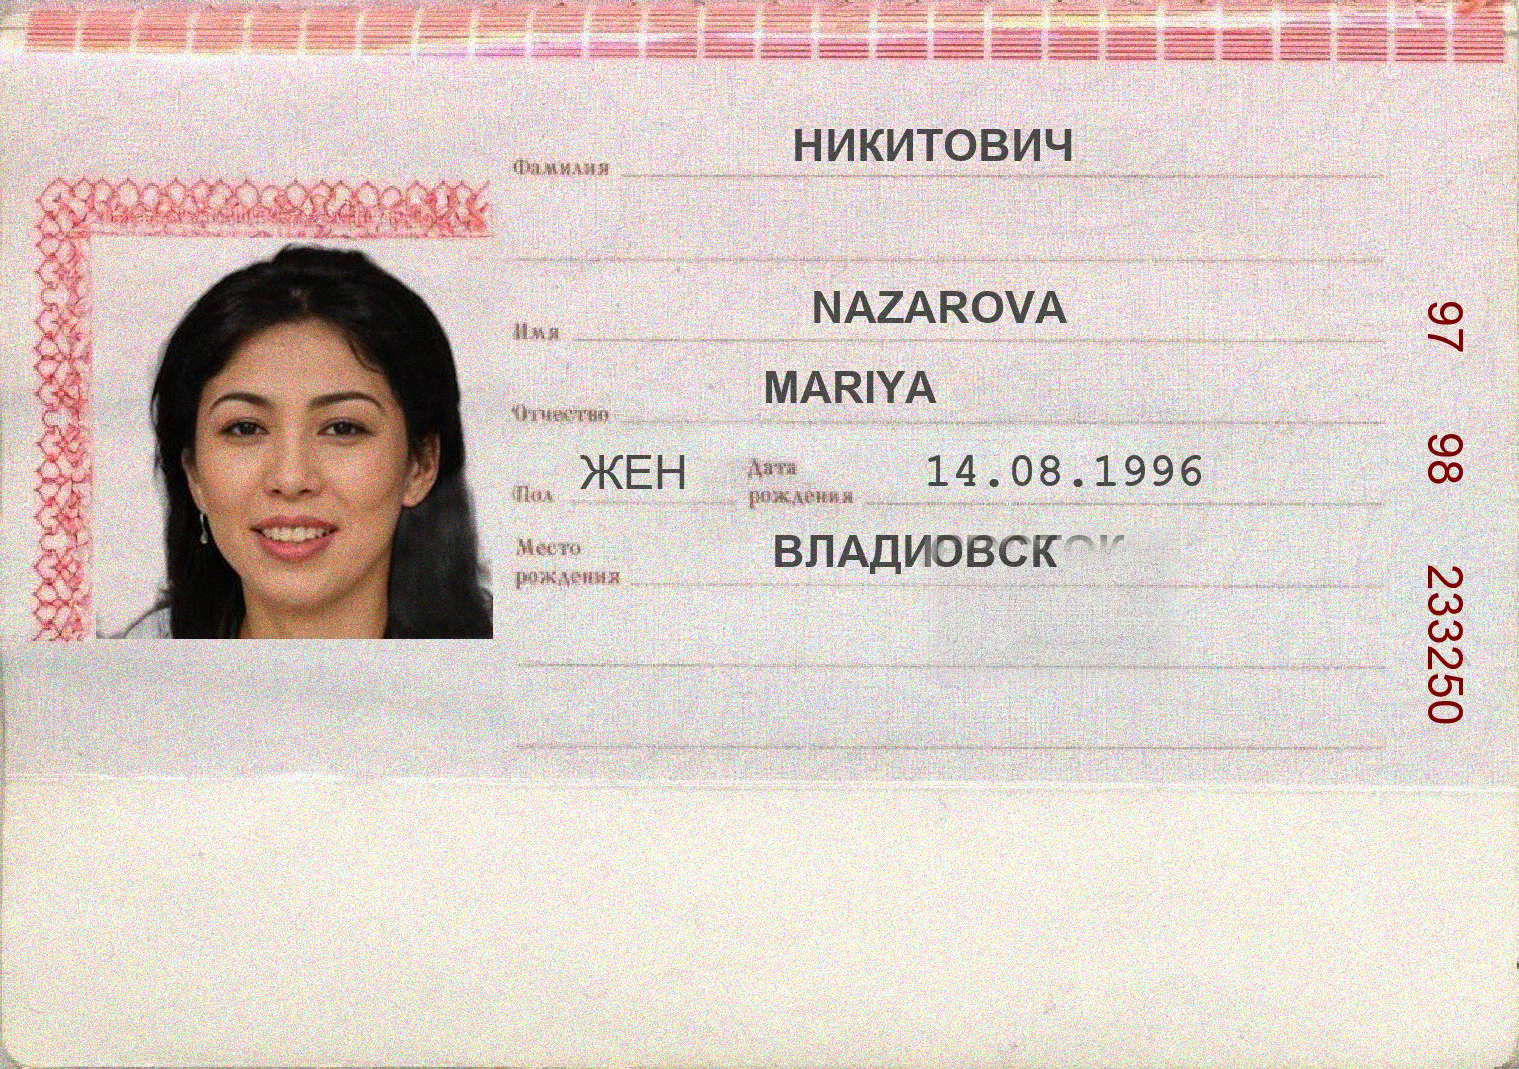 НИКИТОВИЧ
Фамилия
NAZAROVA
Имя
MARIYA
Отчество
ЖЕН Дата 14.08.1996
Пол рождения
Место ВЛАДИОВСК
рождения
97 98 233250